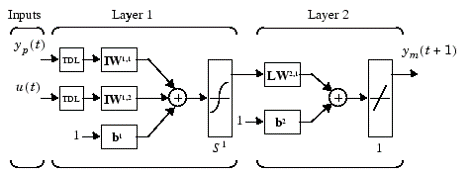 Inputs Layer 1 Layer 2
y_p(t) y_m(t+1)
TDL IW^{1,1} LW^{2,1}
u(t) TDL IW^{1,2}
1 b^1 1 b^2
S^1 1